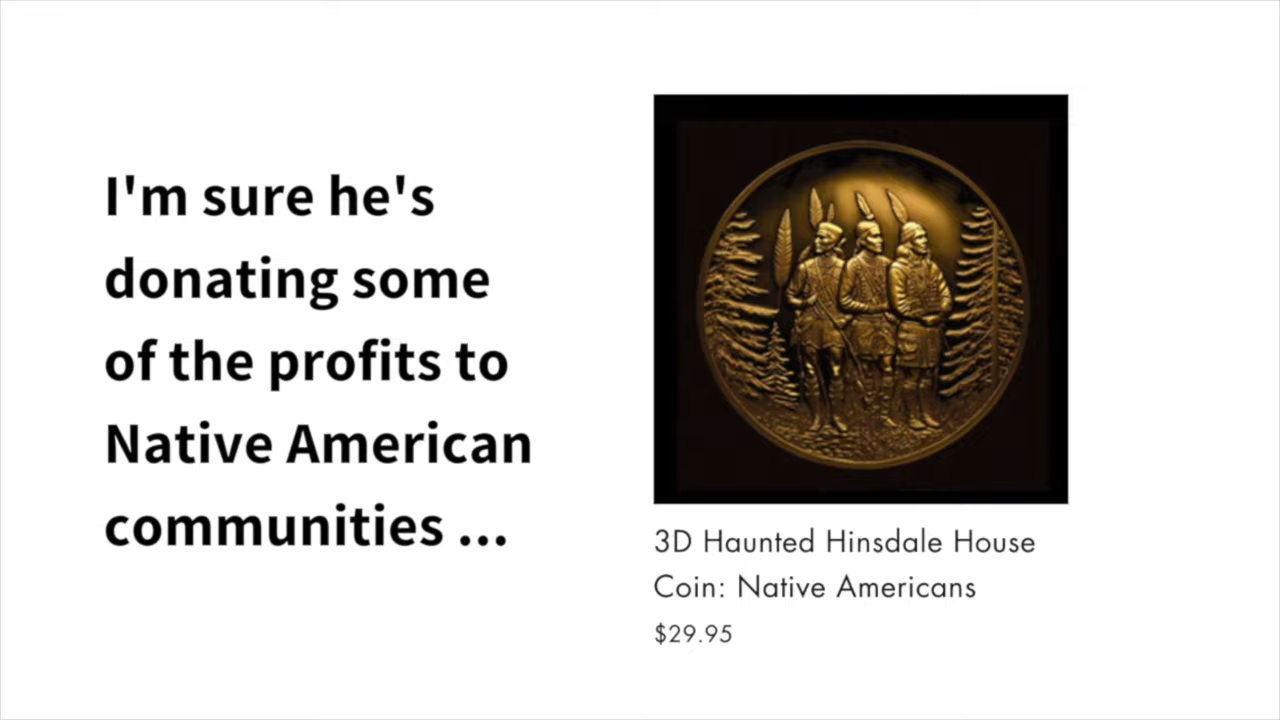 I'm sure he's
donating some
of the profits to
Native American
communities ...
3D Haunted Hinsdale House
Coin: Native Americans
$29.95